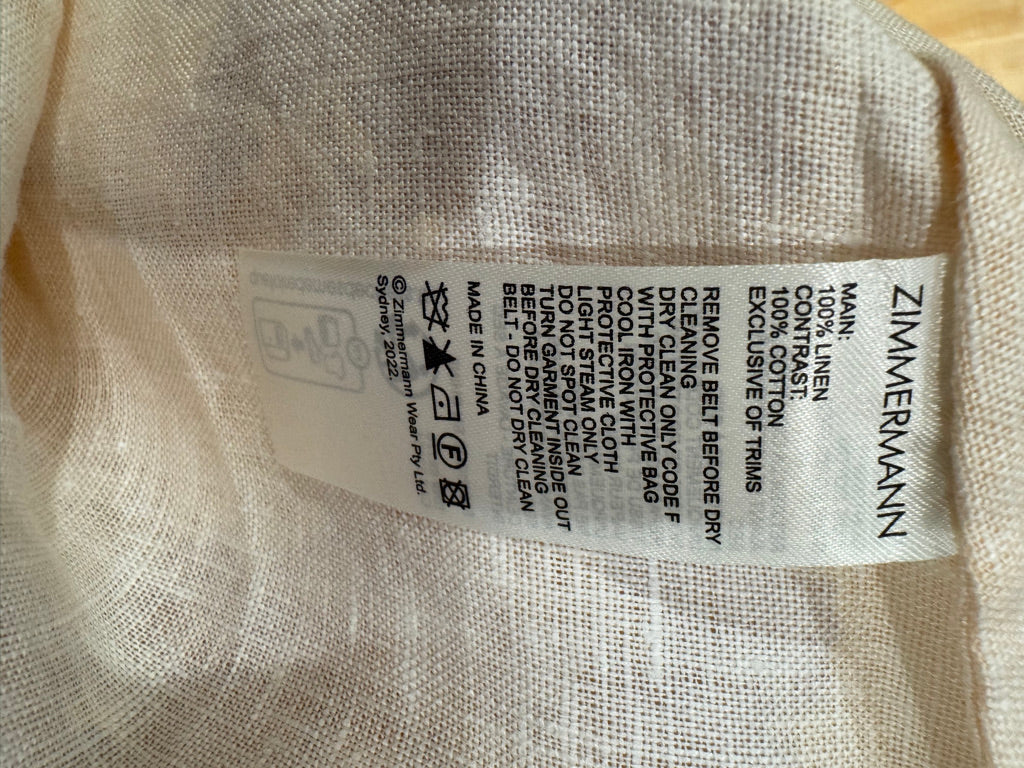 ZIMMERMANN
MAIN:
100% LINEN
CONTRAST:
100% COTTON
EXCLUSIVE OF TRIMS
REMOVE BELT BEFORE DRY
CLEANING
DRY CLEAN ONLY CODE F
WITH PROTECTIVE BAG
COOL IRON WITH
PROTECTIVE CLOTH
LIGHT STEAM ONLY
DO NOT SPOT CLEAN
TURN GARMENT INSIDE OUT
BEFORE DRY CLEANING
BELT - DO NOT DRY CLEAN
MADE IN CHINA
F
© Zimmermann Wear Pty Ltd.
Sydney, 2022.